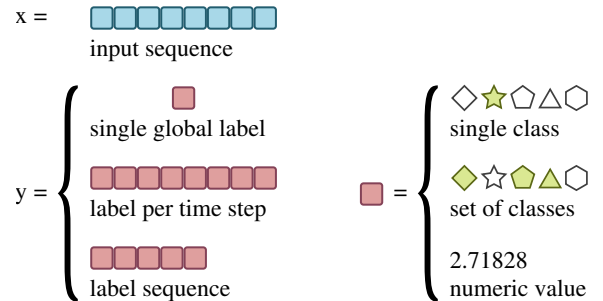 x =
input sequence
y =
single global label
label per time step
label sequence
=
single class
set of classes
2.71828
numeric value